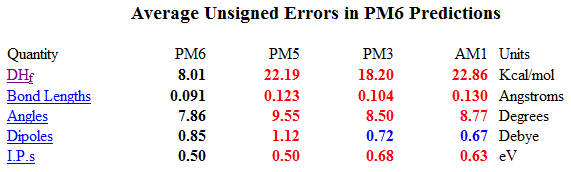 Average Unsigned Errors in PM6 Predictions
Quantity PM6 PM5 PM3 AM1 Units
DHf 8.01 22.19 18.20 22.86 Kcal/mol
Bond Lengths 0.091 0.123 0.104 0.130 Angstroms
Angles 7.86 9.55 8.50 8.77 Degrees
Dipoles 0.85 1.12 0.72 0.67 Debye
I.P.s 0.50 0.50 0.68 0.63 eV